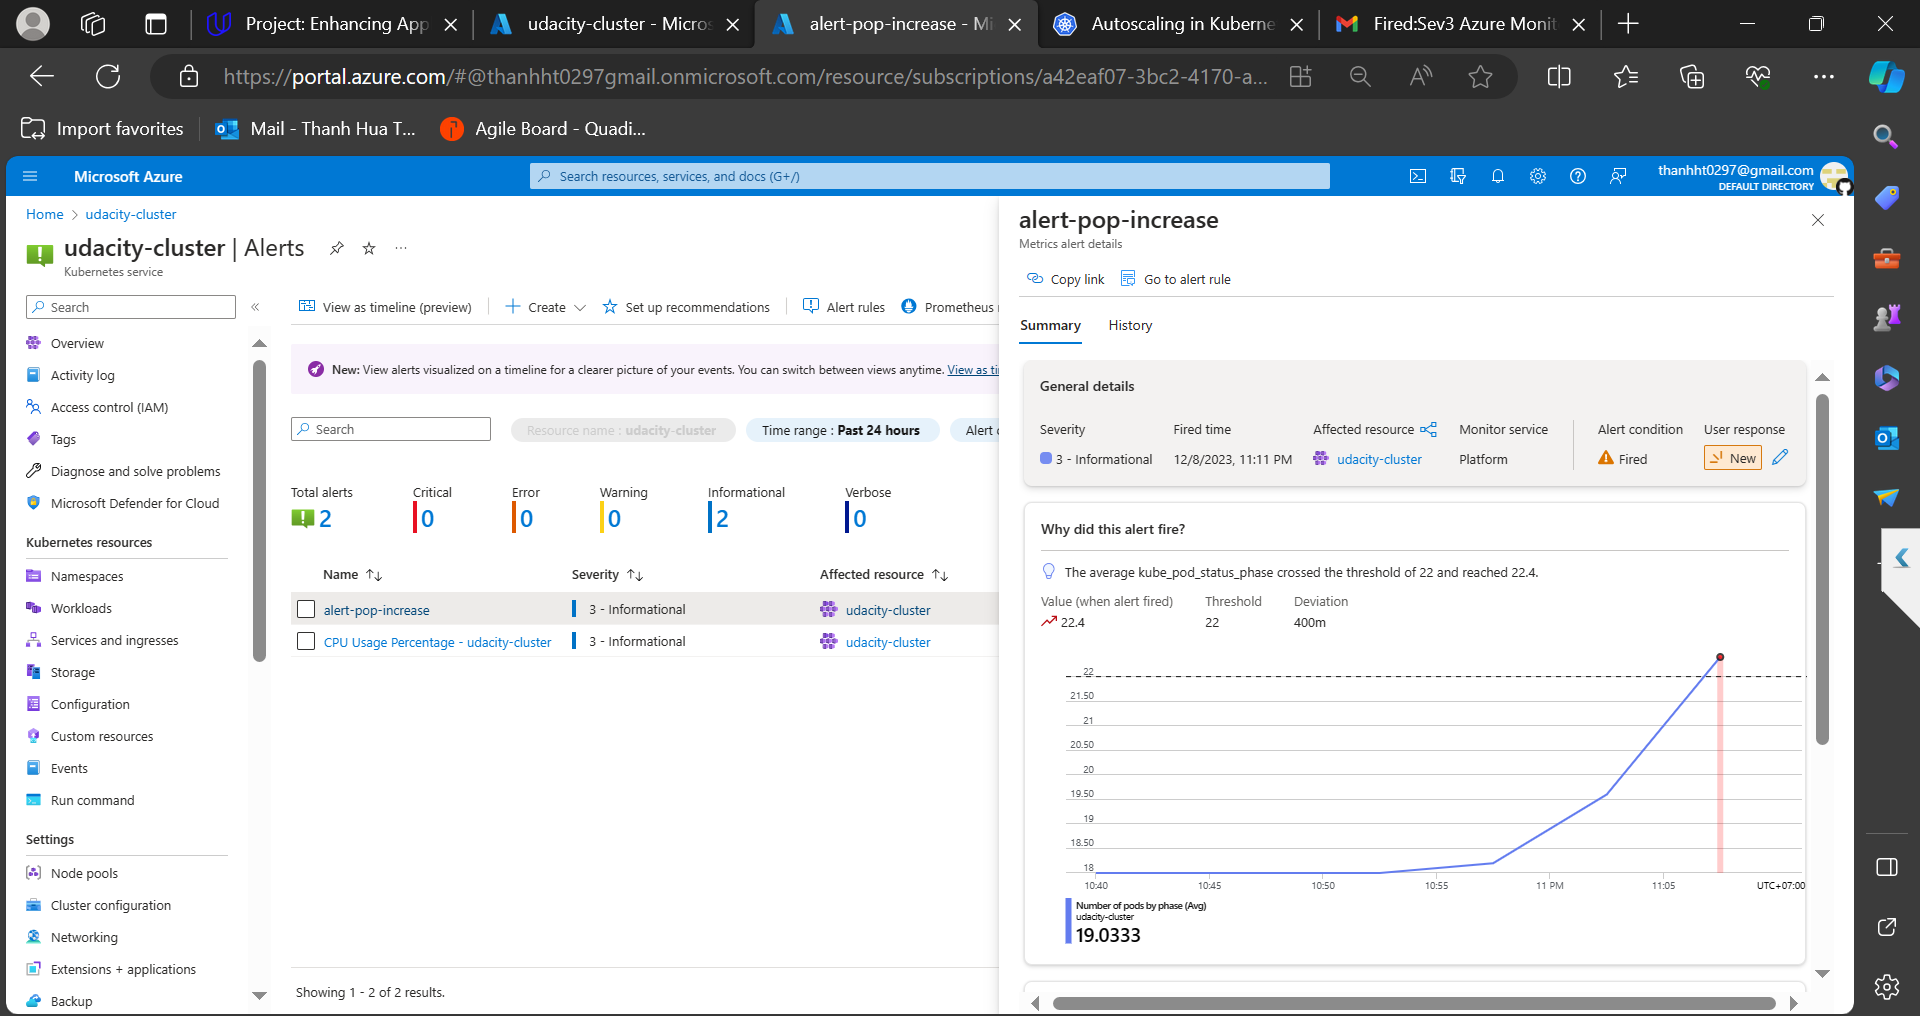 Project: Enhancing App
udacity-cluster - Micros
alert-pop-increase - Mi
Autoscaling in Kuberne
Fired:Sev3 Azure Monit
https://portal.azure.com/#@thanhht0297gmail.onmicrosoft.com/resource/subscriptions/a42eaf07-3bc2-4170-a...
Import favorites
Mail - Thanh Hua T...
Agile Board - Quadi...
Microsoft Azure
Search resources, services, and docs (G+/)
thanhht0297@gmail.com
DEFAULT DIRECTORY
Home > udacity-cluster
udacity-cluster | Alerts
Kubernetes service
Search
Overview
Activity log
Access control (IAM)
Tags
Diagnose and solve problems
Microsoft Defender for Cloud
Kubernetes resources
Namespaces
Workloads
Services and ingresses
Storage
Configuration
Custom resources
Events
Run command
Settings
Node pools
Cluster configuration
Networking
Extensions + applications
Backup
View as timeline (preview)
Create
Set up recommendations
Alert rules
Prometheus
New: View alerts visualized on a timeline for a clearer picture of your events. You can switch between views anytime. View as ti
Search
Resource name : udacity-cluster
Time range : Past 24 hours
Alert
Total alerts
2
Critical
0
Error
0
Warning
0
Informational
2
Verbose
0
Name
Severity
Affected resource
alert-pop-increase
3 - Informational
udacity-cluster
CPU Usage Percentage - udacity-cluster
3 - Informational
udacity-cluster
Showing 1 - 2 of 2 results.
alert-pop-increase
Metrics alert details
Copy link
Go to alert rule
Summary
History
General details
Severity
3 - Informational
Fired time
12/8/2023, 11:11 PM
Affected resource
udacity-cluster
Monitor service
Platform
Alert condition
Fired
User response
New
Why did this alert fire?
The average kube_pod_status_phase crossed the threshold of 22 and reached 22.4.
Value (when alert fired)
22.4
Threshold
22
Deviation
400m
22
21.50
21
20.50
20
19.50
19
18.50
18
10:40
10:45
10:50
10:55
11 PM
11:05
UTC+07:00
Number of pods by phase (Avg)
udacity-cluster
19.0333